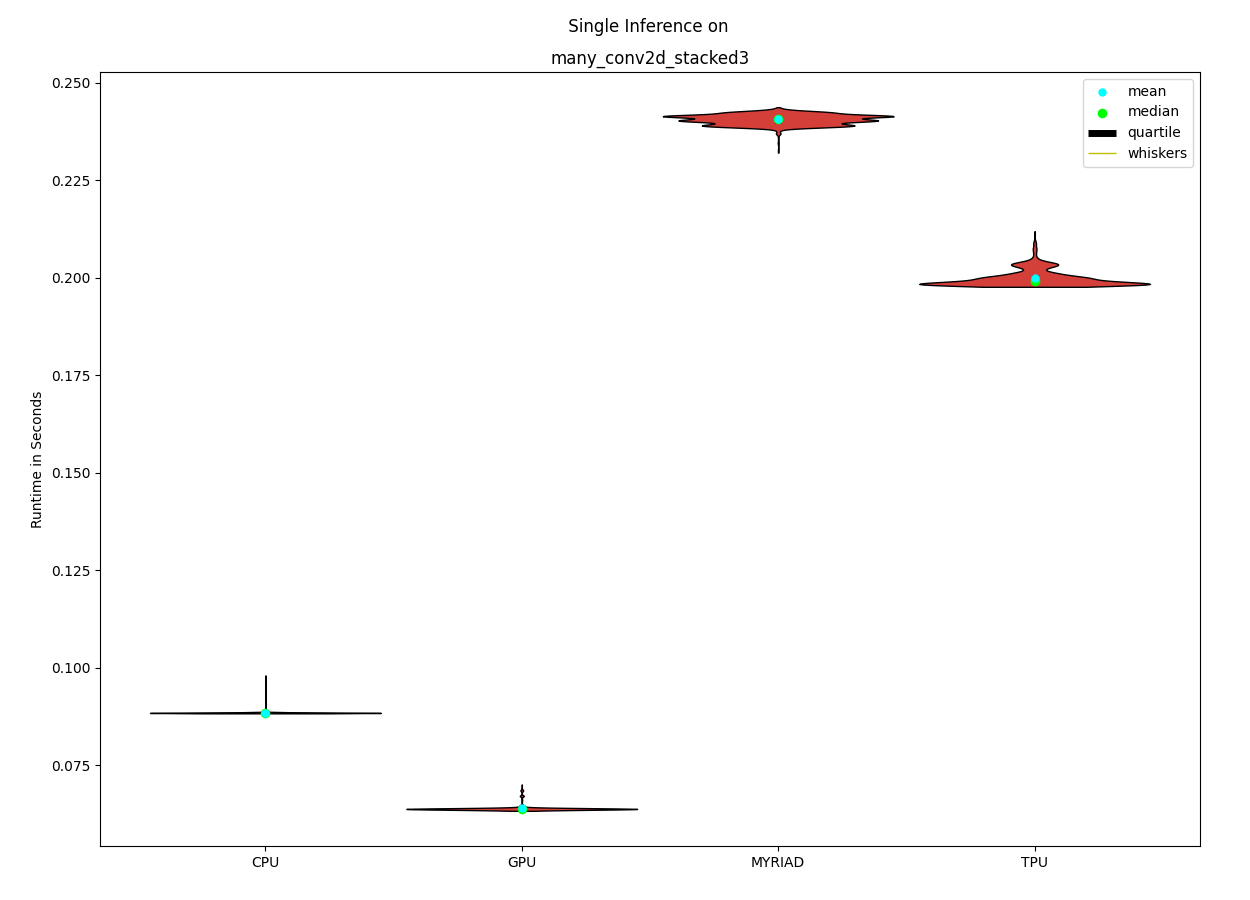 Single Inference on
many_conv2d_stacked3
mean
median
quartile
whiskers
Runtime in Seconds
0.250
0.225
0.200
0.175
0.150
0.125
0.100
0.075
CPU
GPU
MYRIAD
TPU